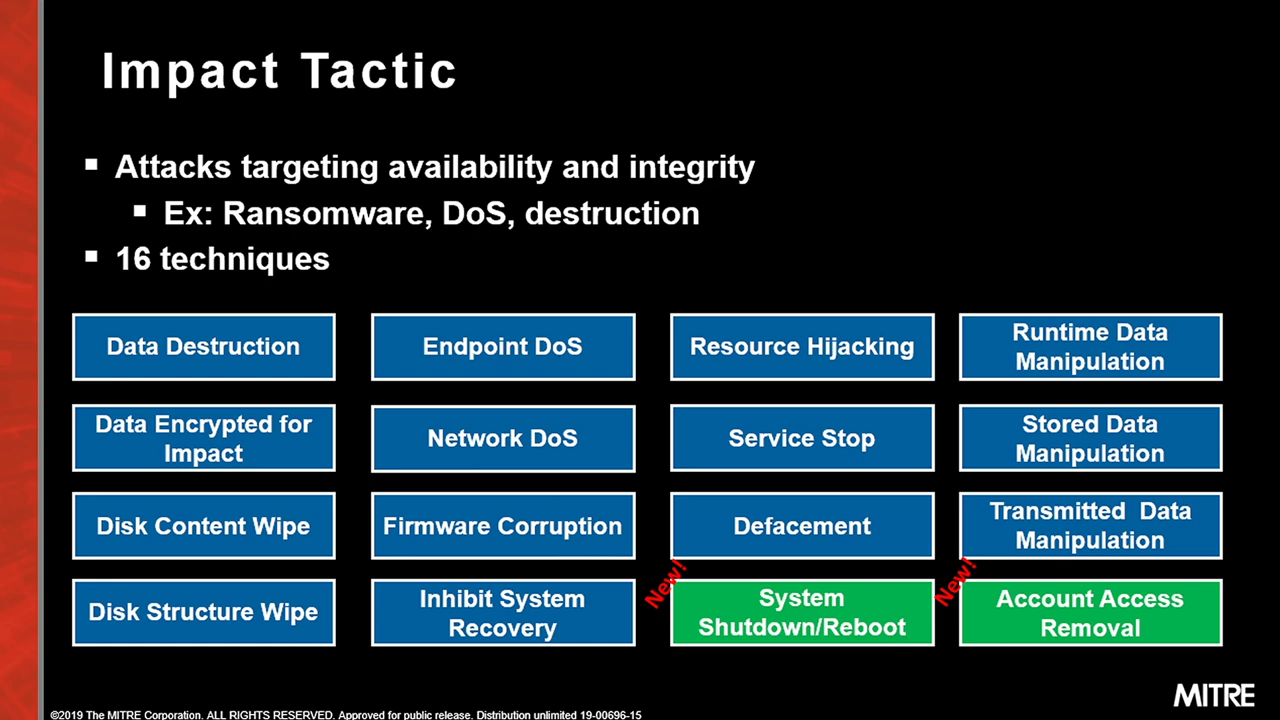 Impact Tactic
▪ Attacks targeting availability and integrity
▪ Ex: Ransomware, DoS, destruction
▪ 16 techniques
Data Destruction
Endpoint DoS
Resource Hijacking
Runtime Data
Manipulation
Data Encrypted for
Impact
Network DoS
Service Stop
Stored Data
Manipulation
Disk Content Wipe
Firmware Corruption
Defacement
Transmitted Data
Manipulation
Disk Structure Wipe
Inhibit System
Recovery
New!
System
Shutdown/Reboot
New!
Account Access
Removal
MITRE
©2019 The MITRE Corporation. ALL RIGHTS RESERVED. Approved for public release. Distribution unlimited 19-00696-15